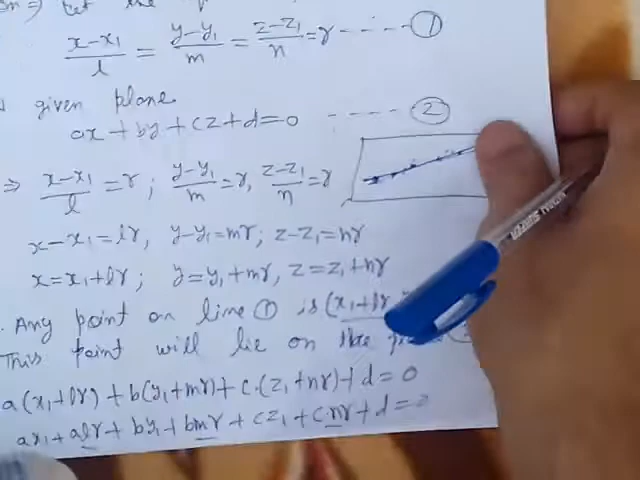 let the
x-x₁/l = y-y₁/m = z-z₁/n = r ----- ①
given plane
ax+by+cz+d=0 ----- ②
⇒ x-x₁/l = r ; y-y₁/m = r, z-z₁/n = r
x-x₁=lr, y-y₁=mr; z-z₁=nr
x=x₁+lr; y=y₁+mr, z=z₁+nr
Any point on line ① is (x₁+lr
This point will lie on the
a(x₁+lr)+b(y₁+mr)+c.(z₁+nr)+d=0
ax₁+alr+by₁+bmr+cz₁+cnr+d=0